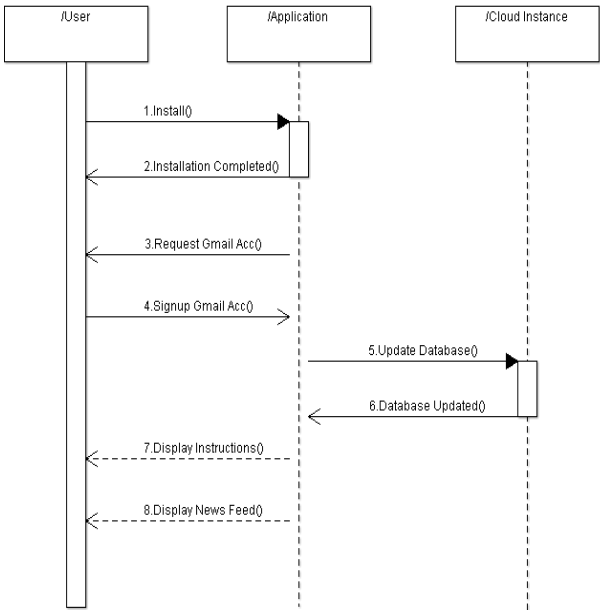 /User
/Application
/Cloud Instance
1.Install()
2.Installation Completed()
3.Request Gmail Acc()
4.Signup Gmail Acc()
5.Update Database()
6.Database Updated()
7.Display Instructions()
8.Display News Feed()